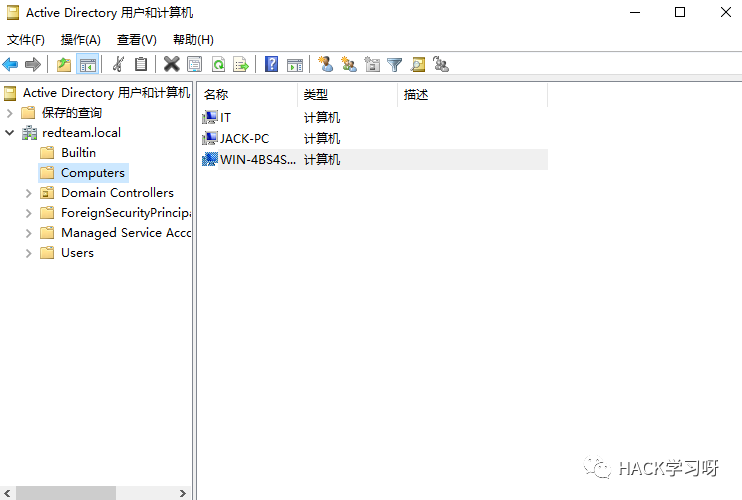 Active Directory 用户和计算机
文件(F) 操作(A) 查看(V) 帮助(H)
Active Directory 用户和计算机
保存的查询
redteam.local
Builtin
Computers
Domain Controllers
ForeignSecurityPrincipa
Managed Service Acco
Users
名称 类型 描述
IT 计算机
JACK-PC 计算机
WIN-4BS4S... 计算机
HACK学习呀